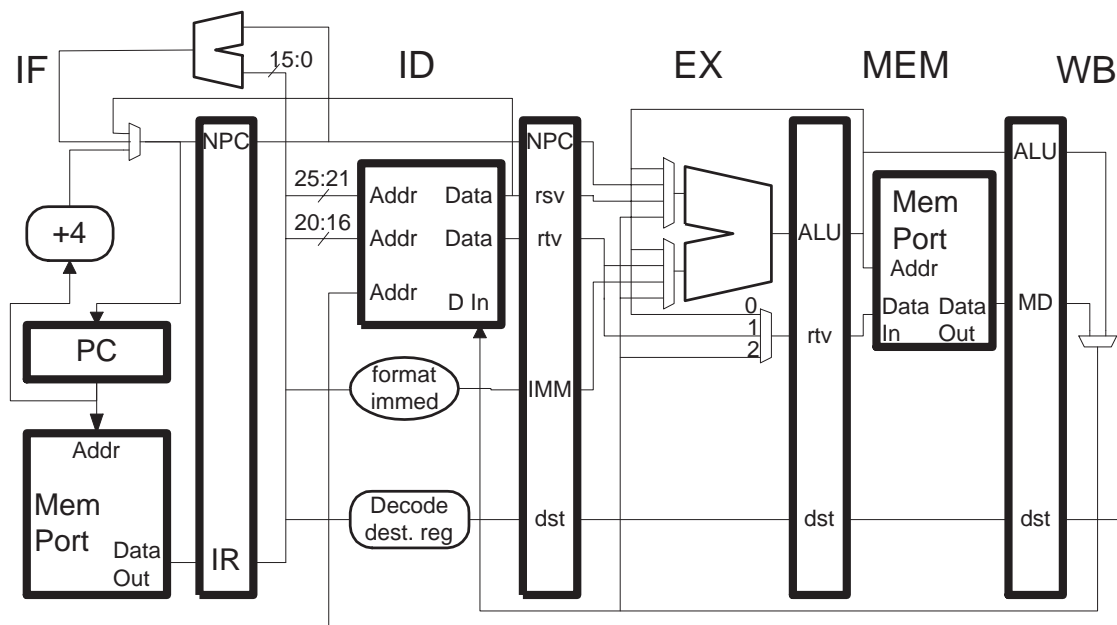 IF
ID
EX
MEM
WB
15:0
NPC
NPC
ALU
25:21
Addr
Data
rsv
20:16
Addr
Data
rtv
Addr
D In
+4
PC
Addr
Mem
Port
Data
Out
IR
format
immed
IMM
Decode
dest. reg
dst
0
1
2
ALU
rtv
dst
Mem
Port
Addr
Data
In
Data
Out
MD
dst